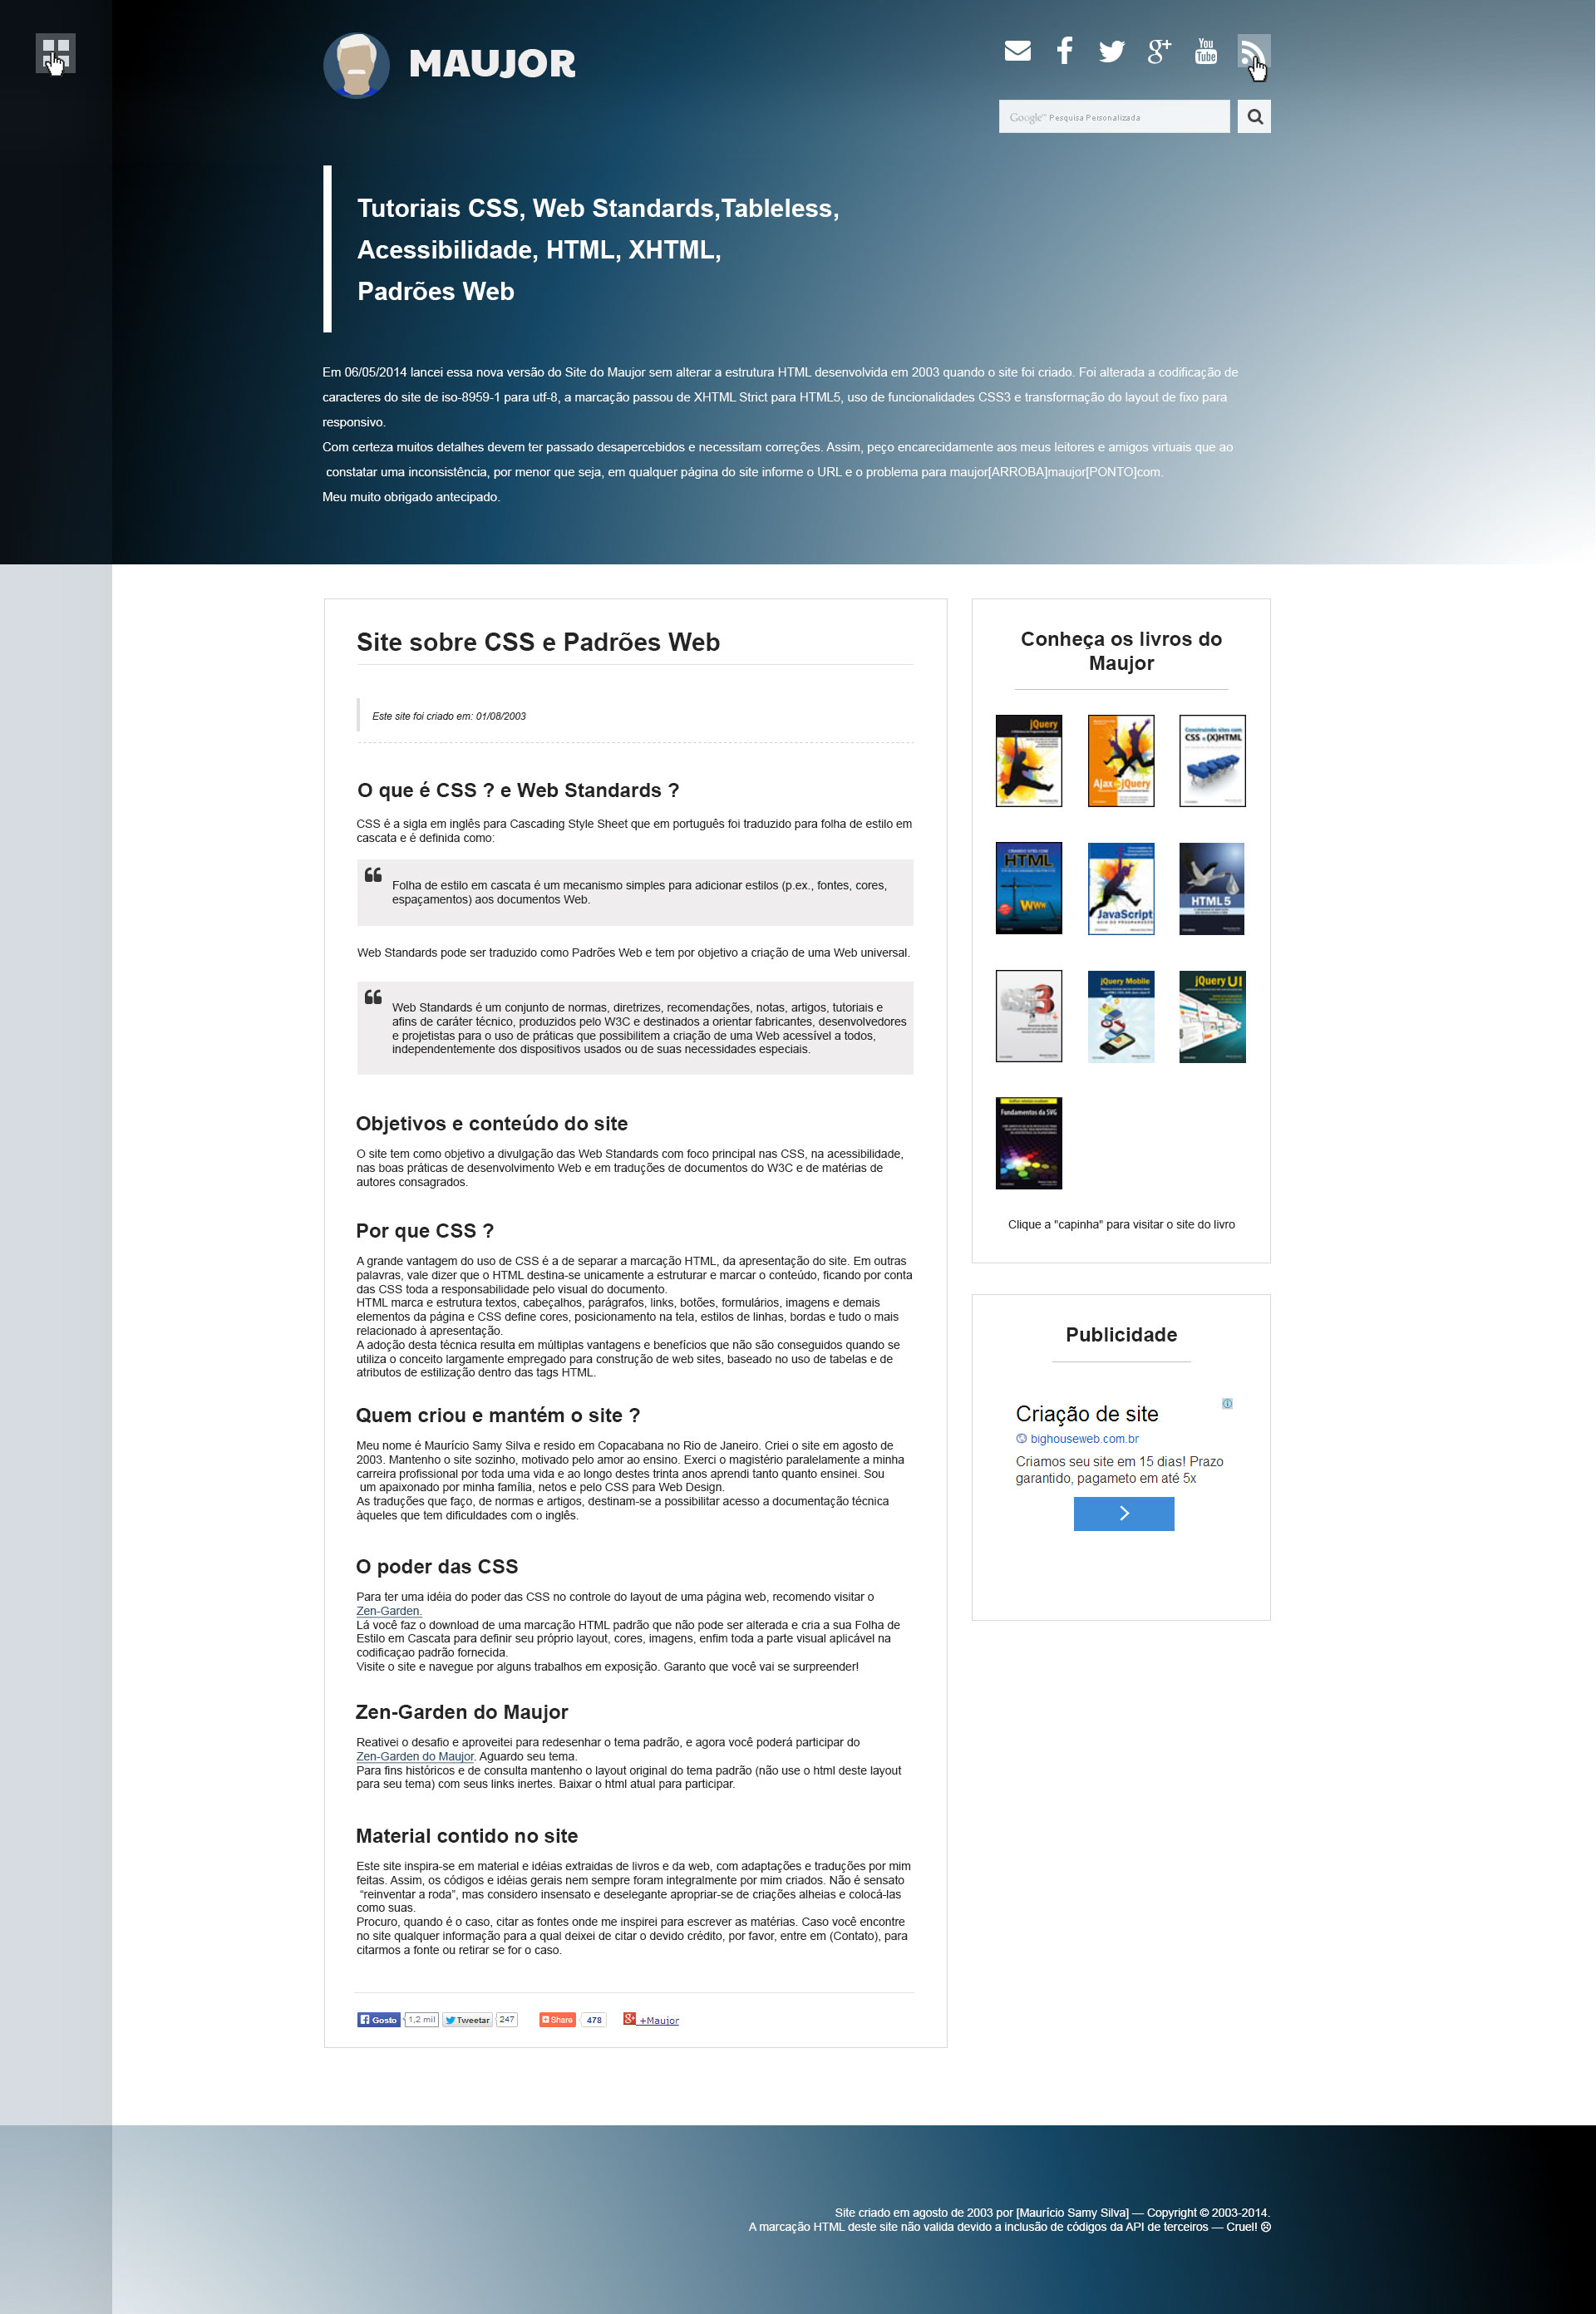 MAUJOR
You
Tube
Google™ Pesquisa Personalizada
Tutoriais CSS, Web Standards,Tableless,
Acessibilidade, HTML, XHTML,
Padrões Web
Em 06/05/2014 lancei essa nova versão do Site do Maujor sem alterar a estrutura HTML desenvolvida em 2003 quando o site foi criado. Foi alterada a codificação de
caracteres do site de iso-8959-1 para utf-8, a marcação passou de XHTML Strict para HTML5, uso de funcionalidades CSS3 e transformação do layout de fixo para
responsivo.
Com certeza muitos detalhes devem ter passado desapercebidos e necessitam correções. Assim, peço encarecidamente aos meus leitores e amigos virtuais que ao
constatar uma inconsistência, por menor que seja, em qualquer página do site informe o URL e o problema para maujor[ARROBA]maujor[PONTO]com.
Meu muito obrigado antecipado.
Site sobre CSS e Padrões Web
Este site foi criado em: 01/08/2003
O que é CSS ? e Web Standards ?
CSS é a sigla em inglês para Cascading Style Sheet que em português foi traduzido para folha de estilo em
cascata e é definida como:
Folha de estilo em cascata é um mecanismo simples para adicionar estilos (p.ex., fontes, cores,
espaçamentos) aos documentos Web.
Web Standards pode ser traduzido como Padrões Web e tem por objetivo a criação de uma Web universal.
Web Standards é um conjunto de normas, diretrizes, recomendações, notas, artigos, tutoriais e
afins de caráter técnico, produzidos pelo W3C e destinados a orientar fabricantes, desenvolvedores
e projetistas para o uso de práticas que possibilitem a criação de uma Web acessível a todos,
independentemente dos dispositivos usados ou de suas necessidades especiais.
Objetivos e conteúdo do site
O site tem como objetivo a divulgação das Web Standards com foco principal nas CSS, na acessibilidade,
nas boas práticas de desenvolvimento Web e em traduções de documentos do W3C e de matérias de
autores consagrados.
Por que CSS ?
A grande vantagem do uso de CSS é a de separar a marcação HTML, da apresentação do site. Em outras
palavras, vale dizer que o HTML destina-se unicamente a estruturar e marcar o conteúdo, ficando por conta
das CSS toda a responsabilidade pelo visual do documento.
HTML marca e estrutura textos, cabeçalhos, parágrafos, links, botões, formulários, imagens e demais
elementos da página e CSS define cores, posicionamento na tela, estilos de linhas, bordas e tudo o mais
relacionado à apresentação.
A adoção desta técnica resulta em múltiplas vantagens e benefícios que não são conseguidos quando se
utiliza o conceito largamente empregado para construção de web sites, baseado no uso de tabelas e de
atributos de estilização dentro das tags HTML.
Quem criou e mantém o site ?
Meu nome é Maurício Samy Silva e resido em Copacabana no Rio de Janeiro. Criei o site em agosto de
2003. Mantenho o site sozinho, motivado pelo amor ao ensino. Exerci o magistério paralelamente a minha
carreira profissional por toda uma vida e ao longo destes trinta anos aprendi tanto quanto ensinei. Sou
um apaixonado por minha família, netos e pelo CSS para Web Design.
As traduções que faço, de normas e artigos, destinam-se a possibilitar acesso a documentação técnica
àqueles que tem dificuldades com o inglês.
O poder das CSS
Para ter uma idéia do poder das CSS no controle do layout de uma página web, recomendo visitar o
Zen-Garden.
Lá você faz o download de uma marcação HTML padrão que não pode ser alterada e cria a sua Folha de
Estilo em Cascata para definir seu próprio layout, cores, imagens, enfim toda a parte visual aplicável na
codificaçao padrão fornecida.
Visite o site e navegue por alguns trabalhos em exposição. Garanto que você vai se surpreender!
Zen-Garden do Maujor
Reativei o desafio e aproveitei para redesenhar o tema padrão, e agora você poderá participar do
Zen-Garden do Maujor. Aguardo seu tema.
Para fins históricos e de consulta mantenho o layout original do tema padrão (não use o html deste layout
para seu tema) com seus links inertes. Baixar o html atual para participar.
Material contido no site
Este site inspira-se em material e idéias extraidas de livros e da web, com adaptações e traduções por mim
feitas. Assim, os códigos e idéias gerais nem sempre foram integralmente por mim criados. Não é sensato
“reinventar a roda”, mas considero insensato e deselegante apropriar-se de criações alheias e colocá-las
como suas.
Procuro, quando é o caso, citar as fontes onde me inspirei para escrever as matérias. Caso você encontre
no site qualquer informação para a qual deixei de citar o devido crédito, por favor, entre em (Contato), para
citarmos a fonte ou retirar se for o caso.
Gosto 1,2 mil Tweetar 247 Share 478 +Maujor
Conheça os livros do
Maujor
jQuery
Ajax com jQuery
Construindo sites com
CSS e (X)HTML
HTML
WWW
JavaScript
HTML 5
CSS3
jQuery Mobile
jQuery UI
Fundamentos da SVG
Clique a "capinha" para visitar o site do livro
Publicidade
Criação de site
bighouseweb.com.br
Criamos seu site em 15 dias! Prazo
garantido, pagameto em até 5x
Site criado em agosto de 2003 por [Maurício Samy Silva] — Copyright © 2003-2014.
A marcação HTML deste site não valida devido a inclusão de códigos da API de terceiros — Cruel! ☹